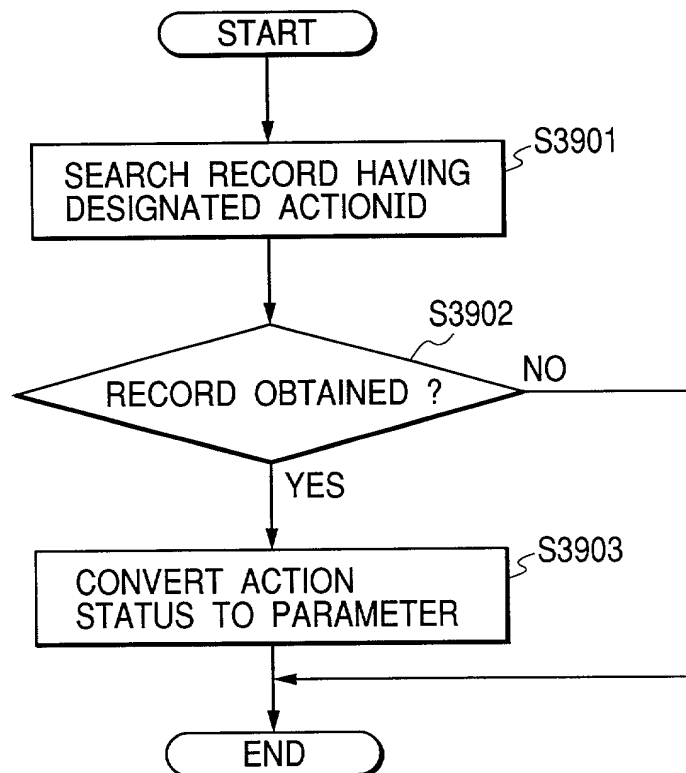 START
S3901
SEARCH RECORD HAVING
DESIGNATED ACTIONID
S3902
RECORD OBTAINED ?
NO
YES
S3903
CONVERT ACTION
STATUS TO PARAMETER
END